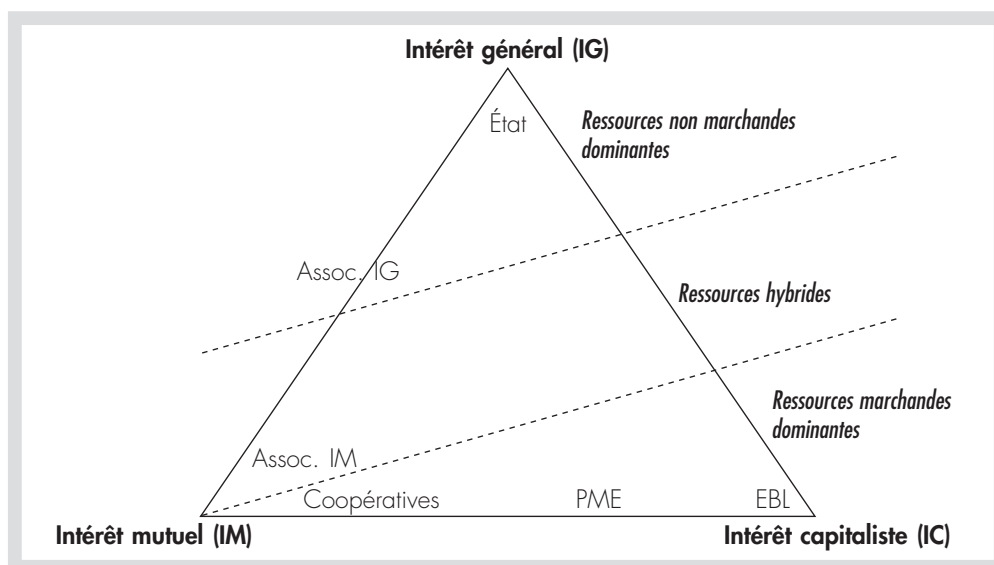 Intérêt général (IG)
État
Ressources non marchandes
dominantes
Assoc. IG
Ressources hybrides
Ressources marchandes
dominantes
Assoc. IM
Coopératives
PME
EBL
Intérêt mutuel (IM)
Intérêt capitaliste (IC)